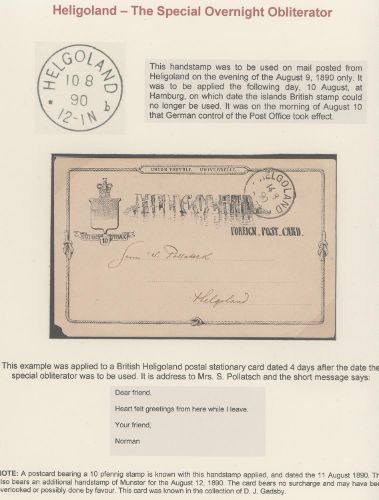 Heligoland – The Special Overnight Obliterator
HELGOLAND
10 8
90
* b
12-1N
This handstamp was to be used on mail posted from
Heligoland on the evening of the August 9, 1890 only. It
was to be applied the following day, 10 August, at
Hamburg, on which date the islands British stamp could
no longer be used. It was on the morning of August 10
that German control of the Post Office took effect.
UNION POSTALE UNIVERSELLE.
HELIGOLAND
HELGOLAND
14 8
FOREIGN POST CARD.
10
Helgoland
This example was applied to a British Heligoland postal stationary card dated 4 days after the date the
special obliterator was to be used. It is address to Mrs. S. Pollatsch and the short message says:
Dear friend,
Heart felt greetings from here while I leave.
Your friend,
Norman
NOTE: A postcard bearing a 10 pfennig stamp is known with this handstamp applied, and dated the 11 August 1890. Th
also bears an additional handstamp of Munster for the August 12, 1890. The card bears no surcharge and may have be
overlooked or possibly done by favour. This card was known in the collection of D. J. Gadsby.